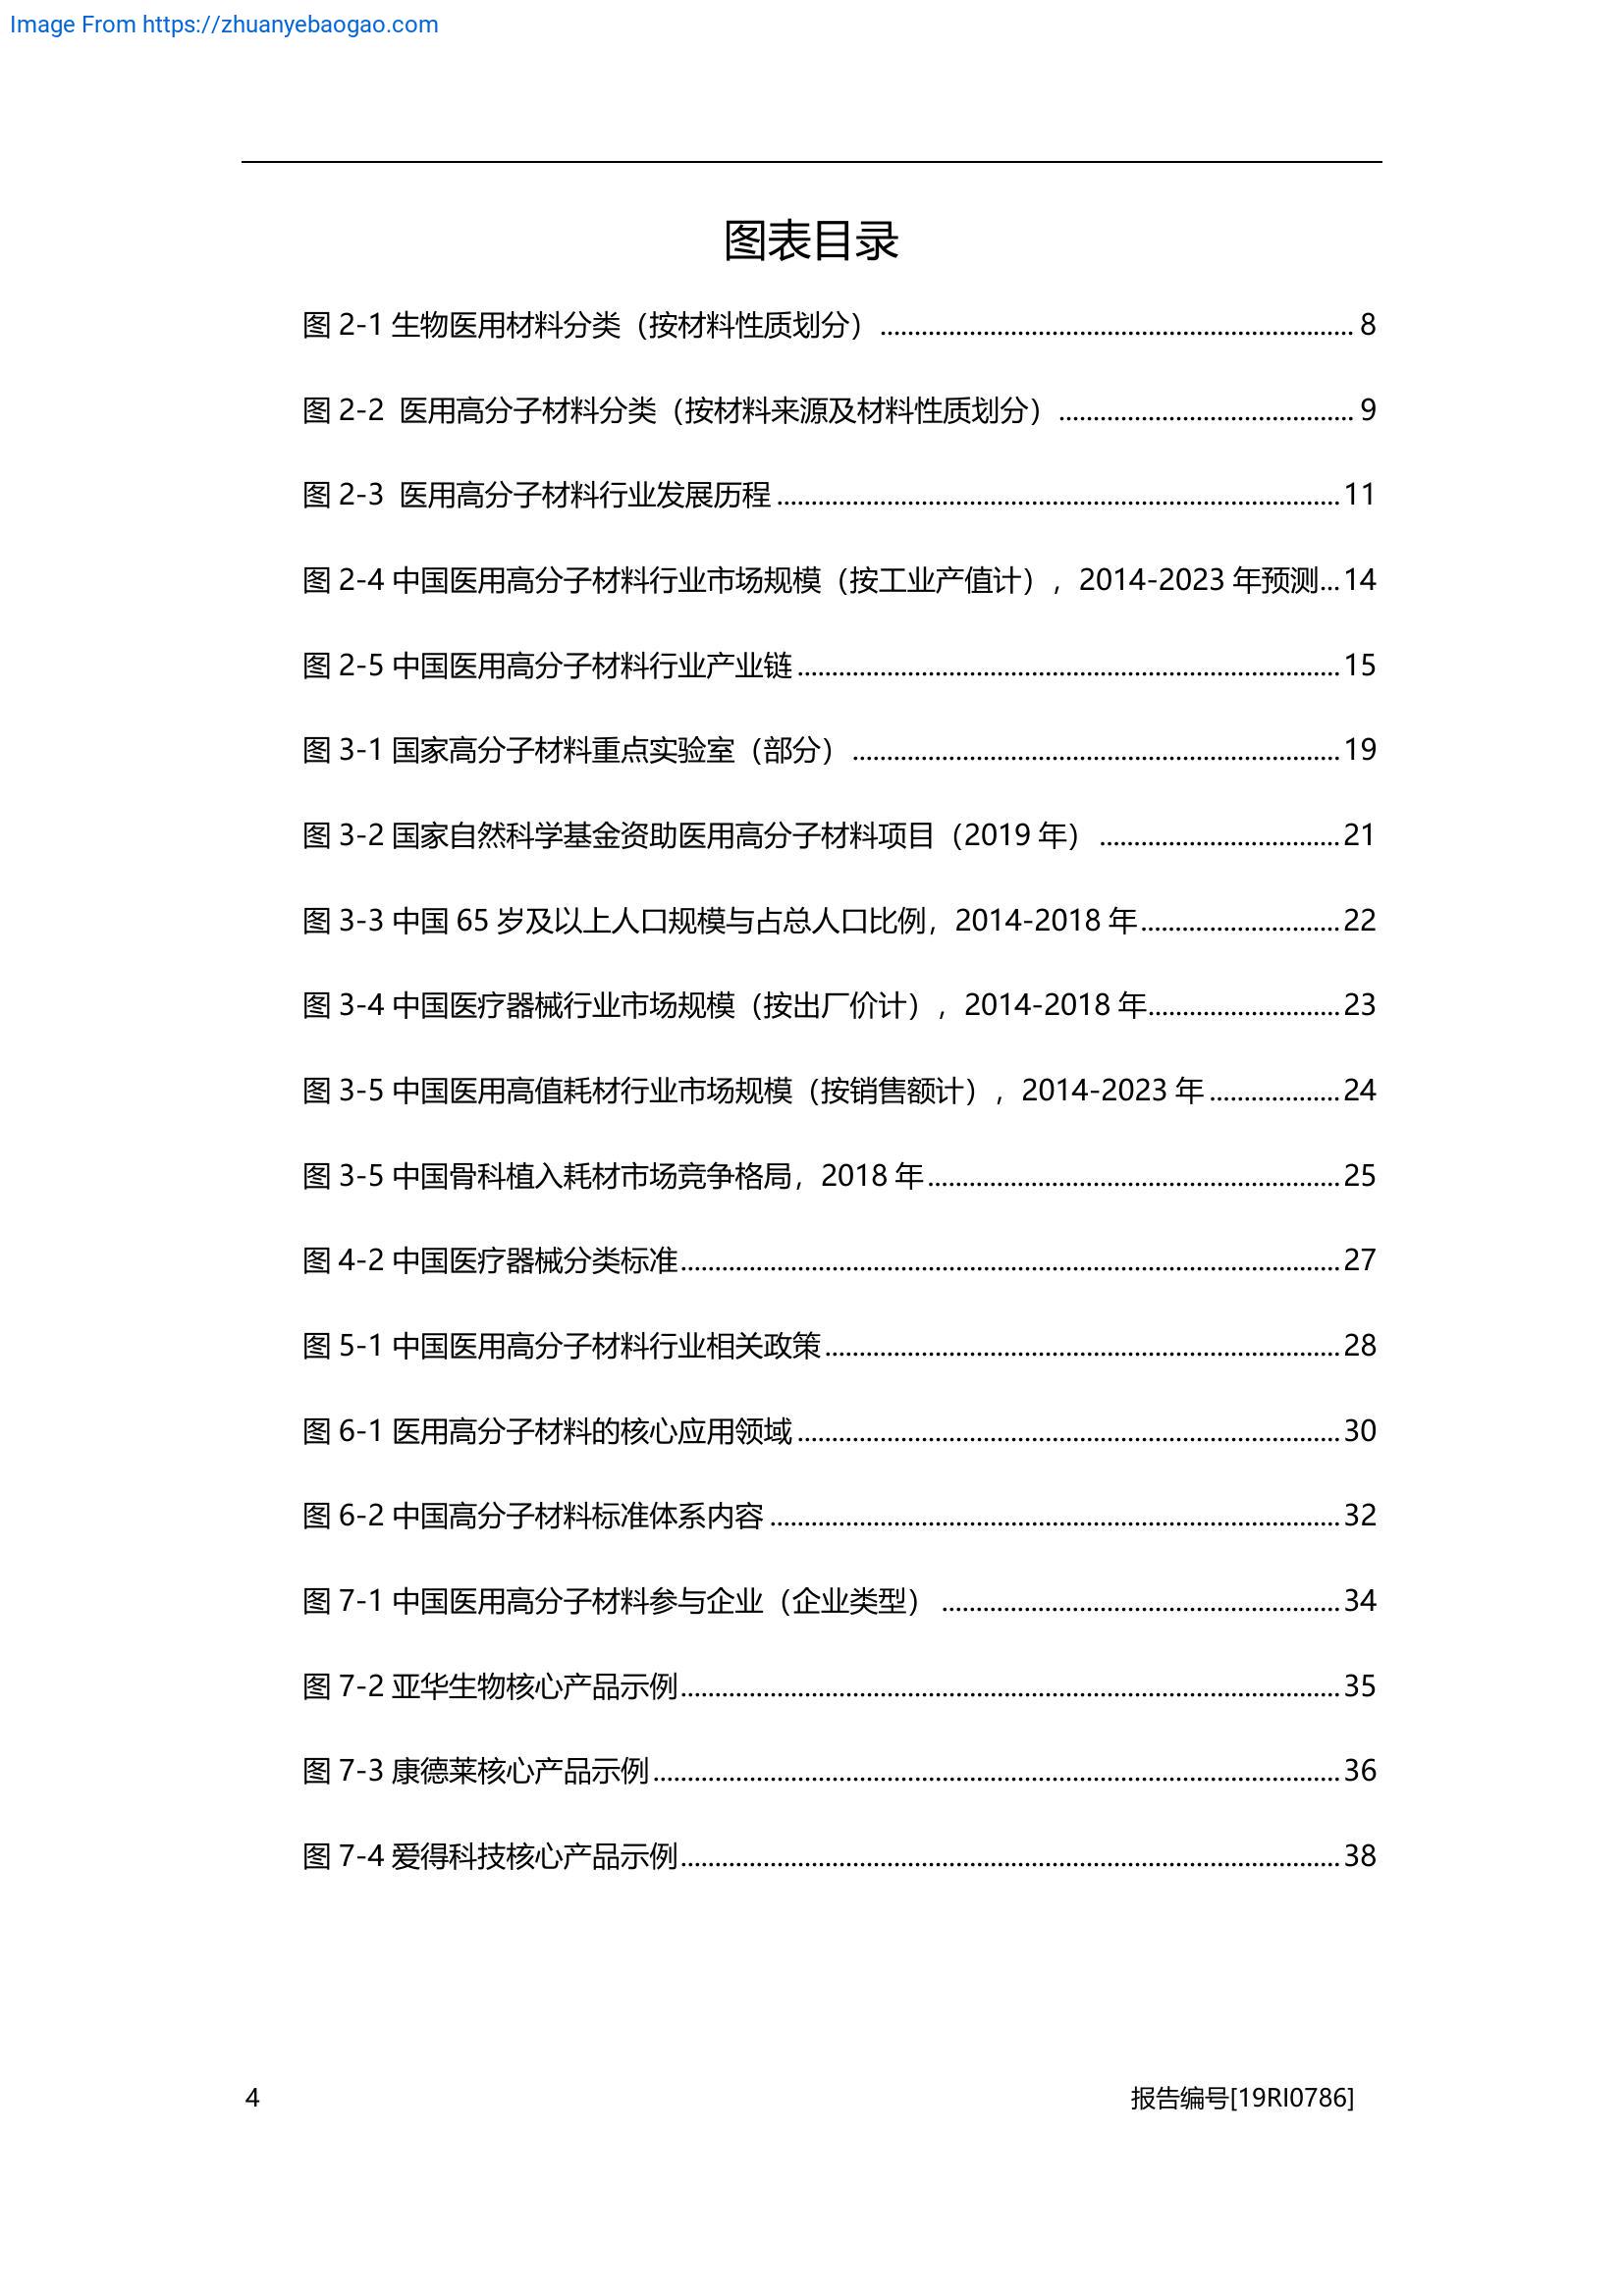 Image From https://zhuanyebaogao.com
图表目录
图 2-1 生物医用材料分类（按材料性质划分）........................................ 8
图 2-2 医用高分子材料分类（按材料来源及材料性质划分）........................................ 9
图 2-3 医用高分子材料行业发展历程........................................11
图 2-4 中国医用高分子材料行业市场规模（按工业产值计），2014-2023 年预测...14
图 2-5 中国医用高分子材料行业产业链........................................15
图 3-1 国家高分子材料重点实验室（部分）........................................19
图 3-2 国家自然科学基金资助医用高分子材料项目（2019 年）........................................21
图 3-3 中国 65 岁及以上人口规模与占总人口比例，2014-2018 年........................................22
图 3-4 中国医疗器械行业市场规模（按出厂价计），2014-2018 年........................................23
图 3-5 中国医用高值耗材行业市场规模（按销售额计），2014-2023 年...................24
图 3-5 中国骨科植入耗材市场竞争格局，2018 年........................................25
图 4-2 中国医疗器械分类标准........................................27
图 5-1 中国医用高分子材料行业相关政策........................................28
图 6-1 医用高分子材料的核心应用领域........................................30
图 6-2 中国高分子材料标准体系内容........................................32
图 7-1 中国医用高分子材料参与企业（企业类型）........................................34
图 7-2 亚华生物核心产品示例........................................35
图 7-3 康德莱核心产品示例........................................36
图 7-4 爱得科技核心产品示例........................................38
4 报告编号[19RI0786]